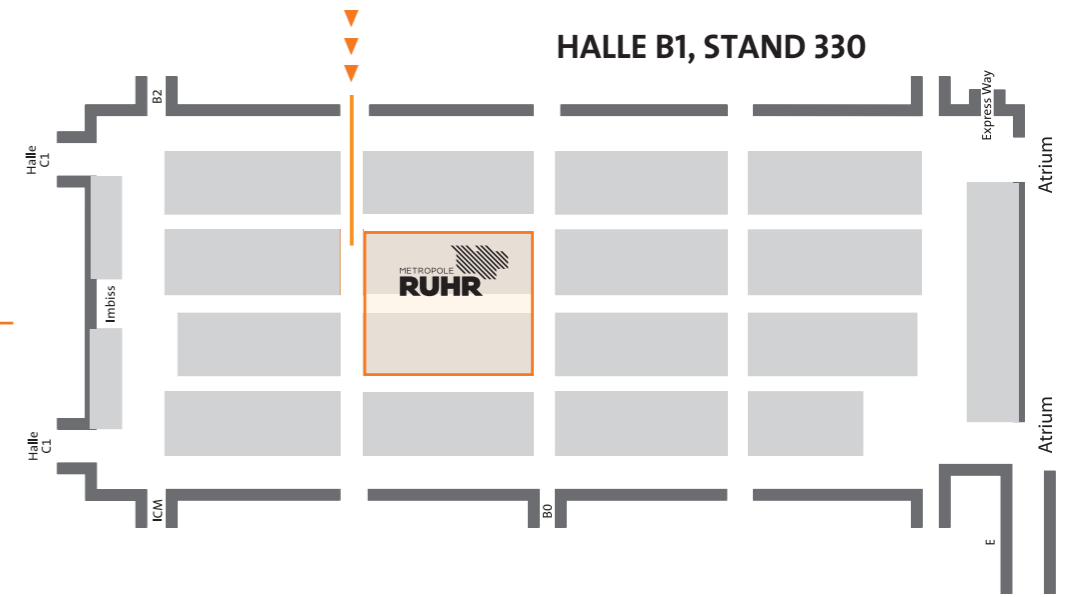 HALLE B1, STAND 330
B2
Express Way
Halle
C1
Atrium
METROPOLE
RUHR
Imbiss
Halle
C1
Atrium
ICM
B0
E